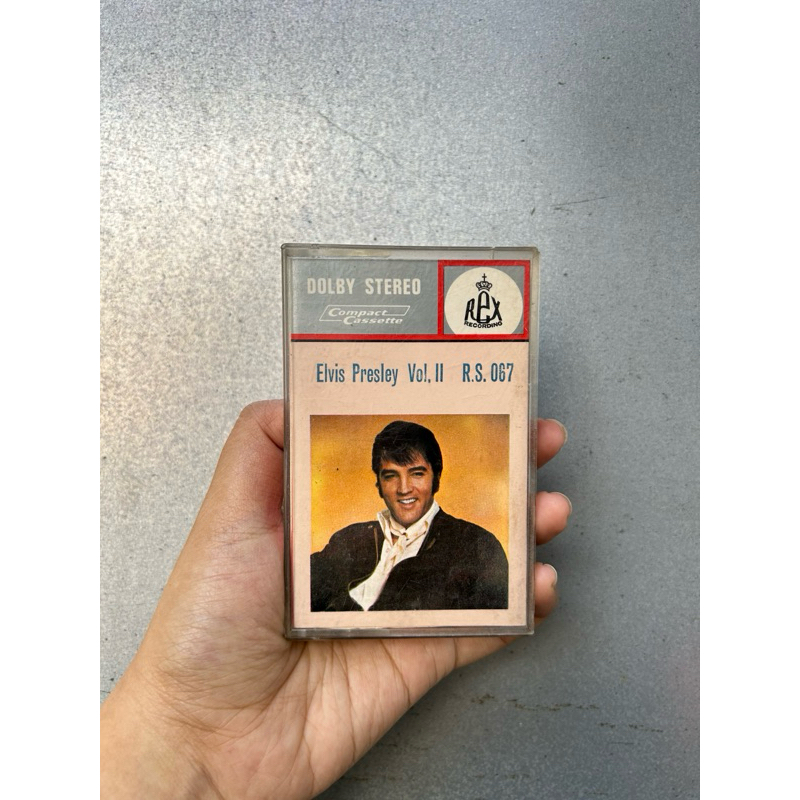 DOLBY STEREO
Compact
Cassette
REX
RECORDING
Elvis Presley Vol. II R.S. 067